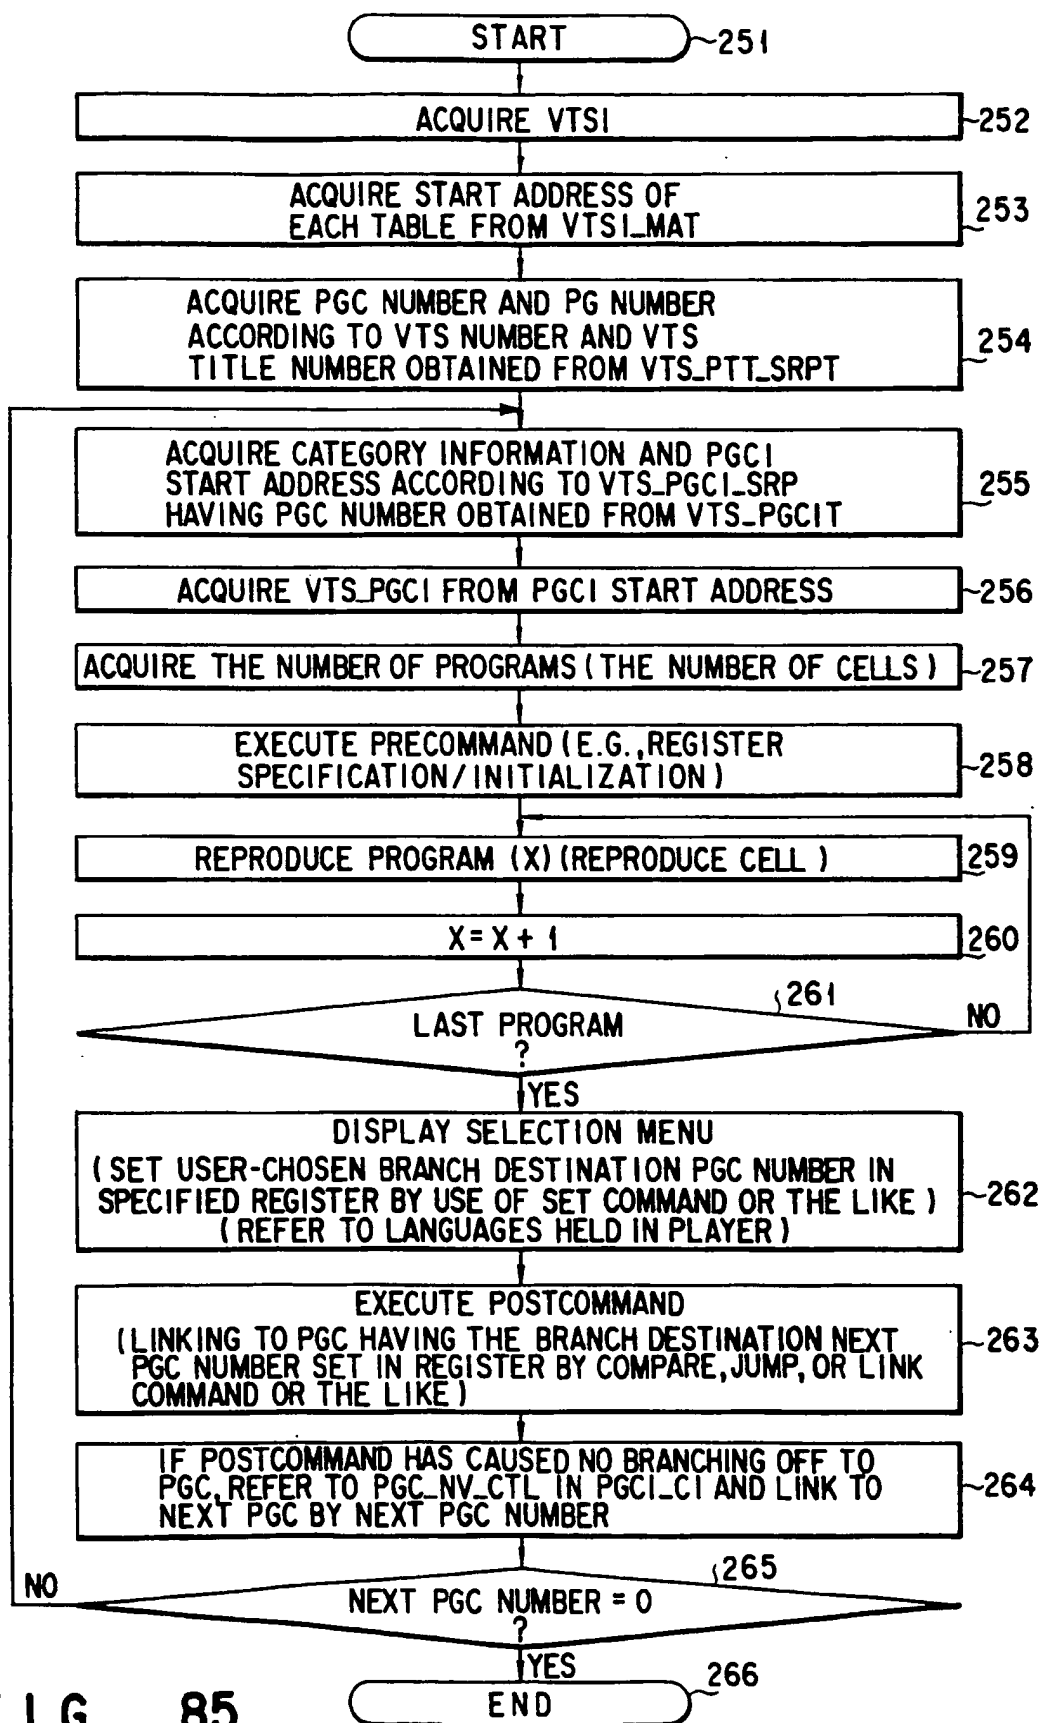 START
251
ACQUIRE VTSI
252
ACQUIRE START ADDRESS OF
EACH TABLE FROM VTSI_MAT
253
ACQUIRE PGC NUMBER AND PG NUMBER
ACCORDING TO VTS NUMBER AND VTS
TITLE NUMBER OBTAINED FROM VTS_PTT_SRPT
254
ACQUIRE CATEGORY INFORMATION AND PGCI
START ADDRESS ACCORDING TO VTS_PGCI_SRP
HAVING PGC NUMBER OBTAINED FROM VTS_PGCIT
255
ACQUIRE VTS_PGCI FROM PGCI START ADDRESS
256
ACQUIRE THE NUMBER OF PROGRAMS (THE NUMBER OF CELLS)
257
EXECUTE PRECOMMAND (E.G., REGISTER
SPECIFICATION/INITIALIZATION)
258
REPRODUCE PROGRAM (X) (REPRODUCE CELL)
259
X = X + 1
260
261
LAST PROGRAM
?
NO
YES
DISPLAY SELECTION MENU
(SET USER-CHOSEN BRANCH DESTINATION PGC NUMBER IN
SPECIFIED REGISTER BY USE OF SET COMMAND OR THE LIKE)
(REFER TO LANGUAGES HELD IN PLAYER)
262
EXECUTE POSTCOMMAND
(LINKING TO PGC HAVING THE BRANCH DESTINATION NEXT
PGC NUMBER SET IN REGISTER BY COMPARE, JUMP, OR LINK
COMMAND OR THE LIKE)
263
IF POSTCOMMAND HAS CAUSED NO BRANCHING OFF TO
PGC, REFER TO PGC_NV_CTL IN PGCI_CI AND LINK TO
NEXT PGC BY NEXT PGC NUMBER
264
265
NEXT PGC NUMBER = 0
?
NO
YES
END
266
IG. 85